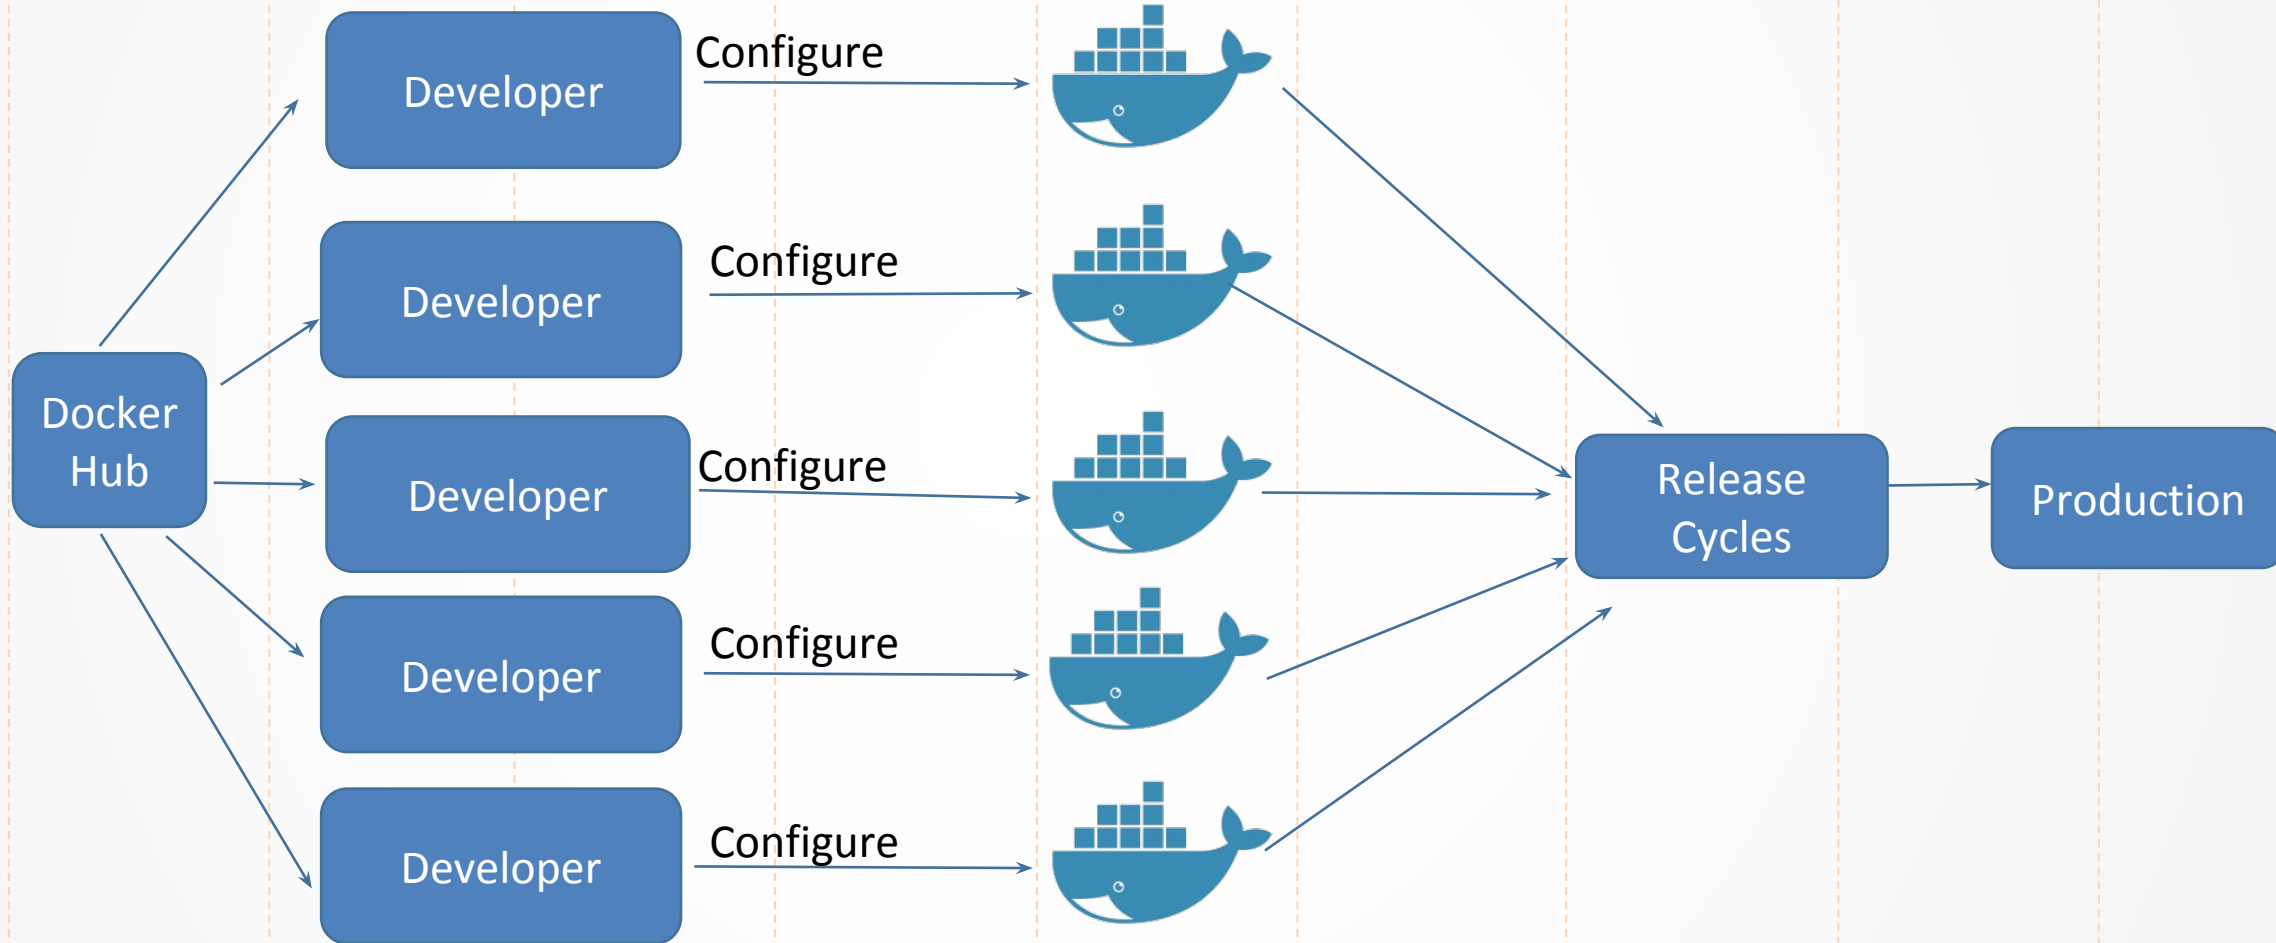 Developer
Configure
Developer
Configure
Docker
Hub
Developer
Configure
Release
Cycles
Production
Developer
Configure
Developer
Configure